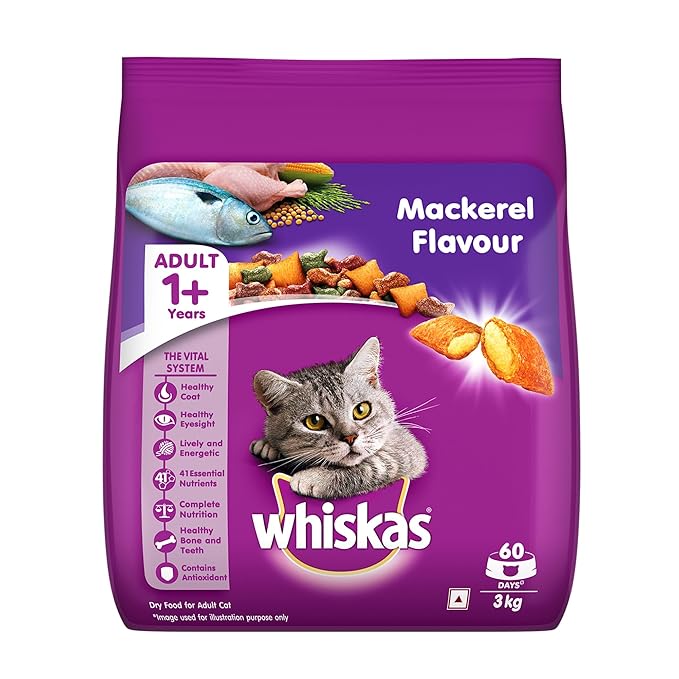 Mackerel
Flavour
ADULT
1+
Years
THE VITAL
SYSTEM
Healthy
Coat
Healthy
Eyesight
Lively and
Energetic
41
41 Essential
Nutrients
Complete
Nutrition
Healthy
Bone and
Teeth
Contains
Antioxidant
whiskas®
60
DAYS
3kg
Dry Food for Adult Cat
*Image used for illustration purpose only